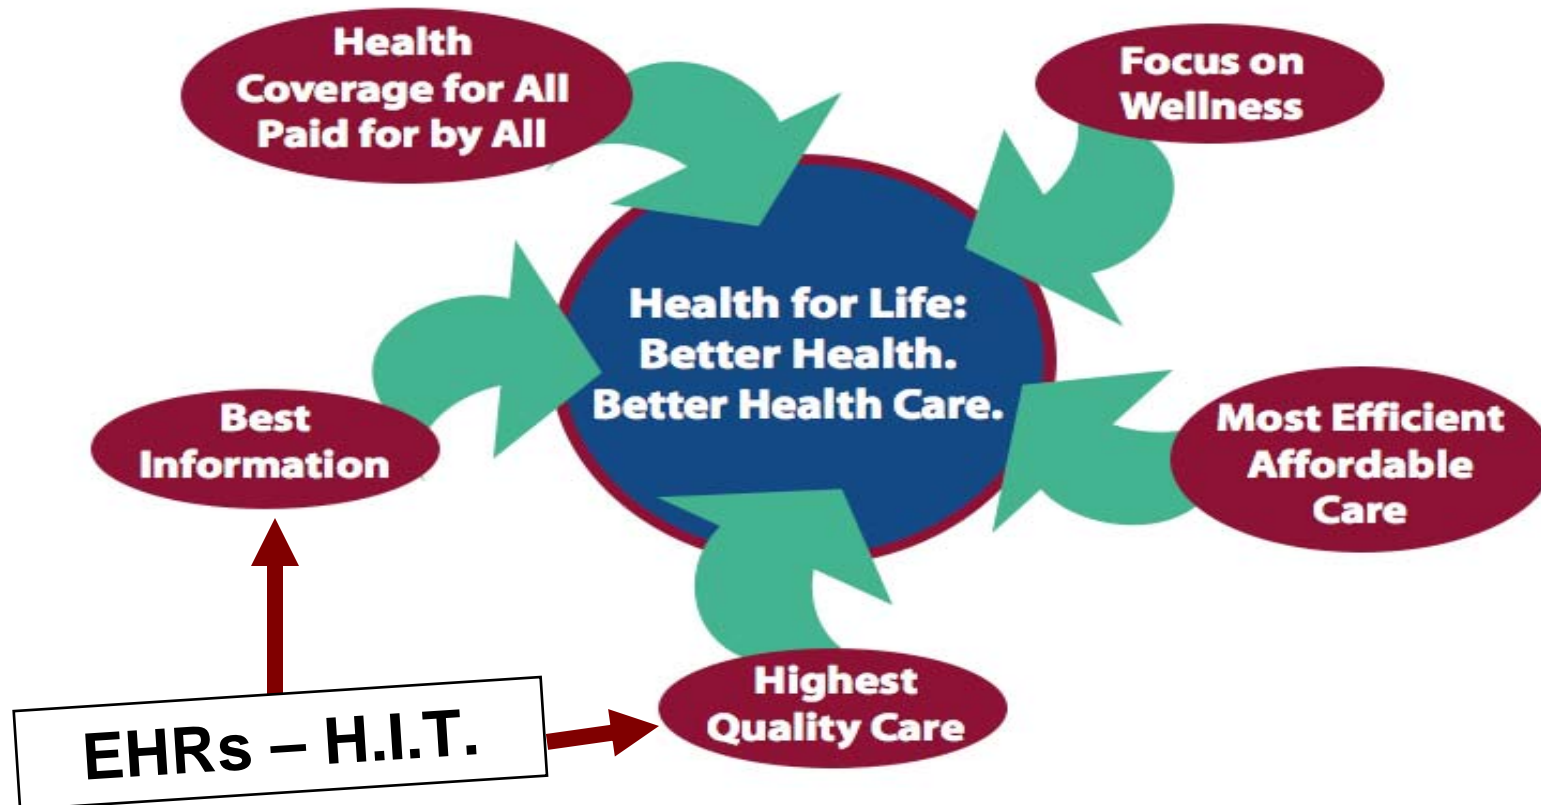 Health
Coverage for All
Paid for by All
Focus on
Wellness
Health for Life:
Better Health.
Better Health Care.
Best
Information
Most Efficient
Affordable
Care
Highest
Quality Care
EHRs – H.I.T.